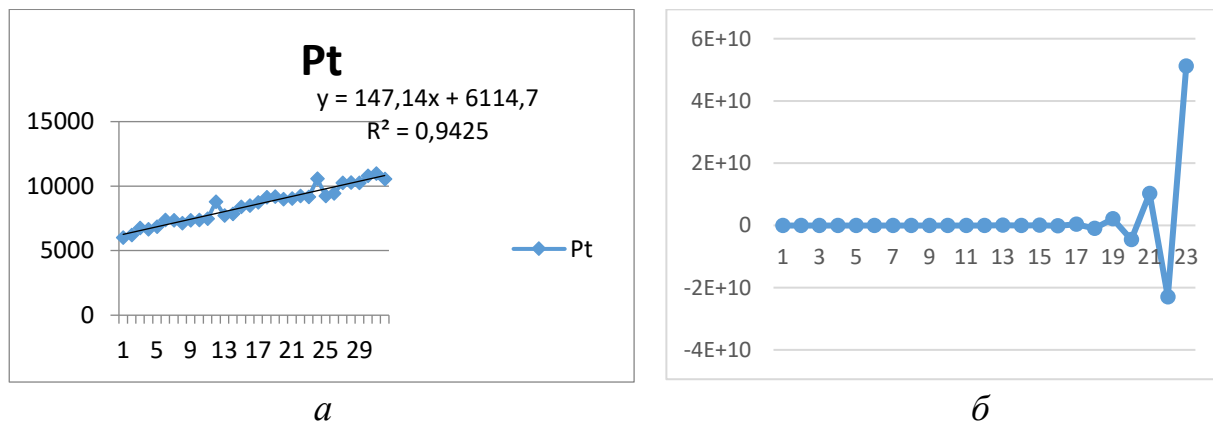 Pt
y = 147,14x + 6114,7
R² = 0,9425
15000
10000
5000
0
1 5 9 13 17 21 25 29
Pt
6E+10
4E+10
2E+10
0
-2E+10
-4E+10
1 3 5 7 9 11 13 15 17 19 21 23
а
б